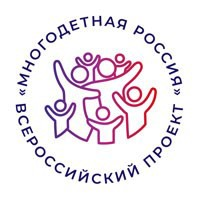 «МНОГОДЕТНАЯ РОССИЯ»
ВСЕРОССИЙСКИЙ ПРОЕКТ